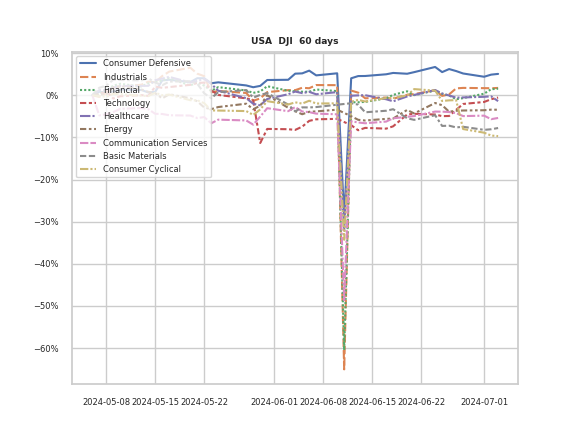 USA DJI 60 days
10%
0%
−10%
−20%
−30%
−40%
−50%
−60%
Consumer Defensive
Industrials
Financial
Technology
Healthcare
Energy
Communication Services
Basic Materials
Consumer Cyclical
2024-05-08 2024-05-15 2024-05-22 2024-06-01 2024-06-08 2024-06-15 2024-06-22 2024-07-01